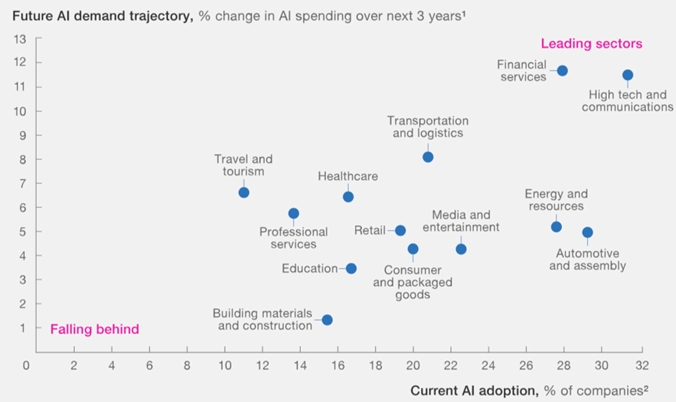 Future AI demand trajectory, % change in AI spending over next 3 years¹
13
12
11
10
9
8
7
6
5
4
3
2
1
Leading sectors
Financial
services
High tech and
communications
Transportation
and logistics
Travel and
tourism
Healthcare
Professional
services
Retail
Media and
entertainment
Energy and
resources
Automotive
and assembly
Education
Consumer
and packaged
goods
Building materials
and construction
Falling behind
0 2 4 6 8 10 12 14 16 18 20 22 24 26 28 30 32
Current AI adoption, % of companies²